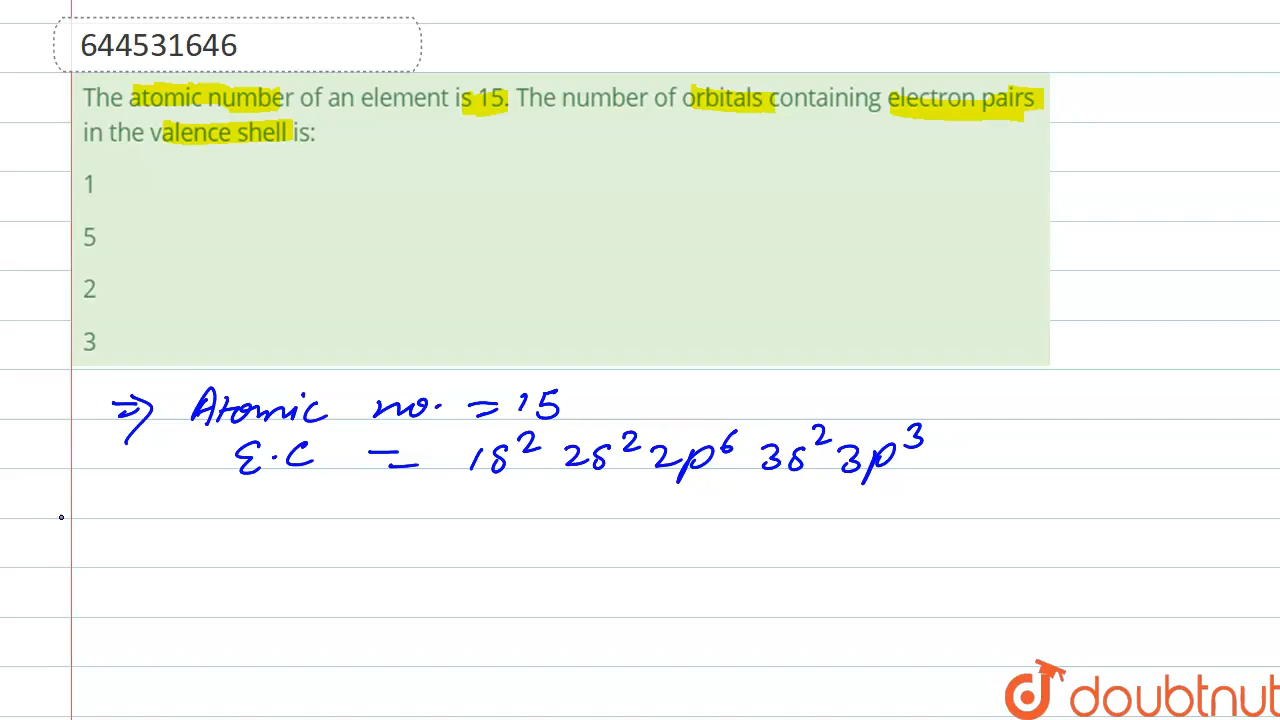 644531646
The atomic number of an element is 15. The number of orbitals containing electron pairs
in the valence shell is:
1
5
2
3
⇒ Atomic no. = 15
E.C = 1s² 2s² 2p⁶ 3s² 3p³
doubtnut